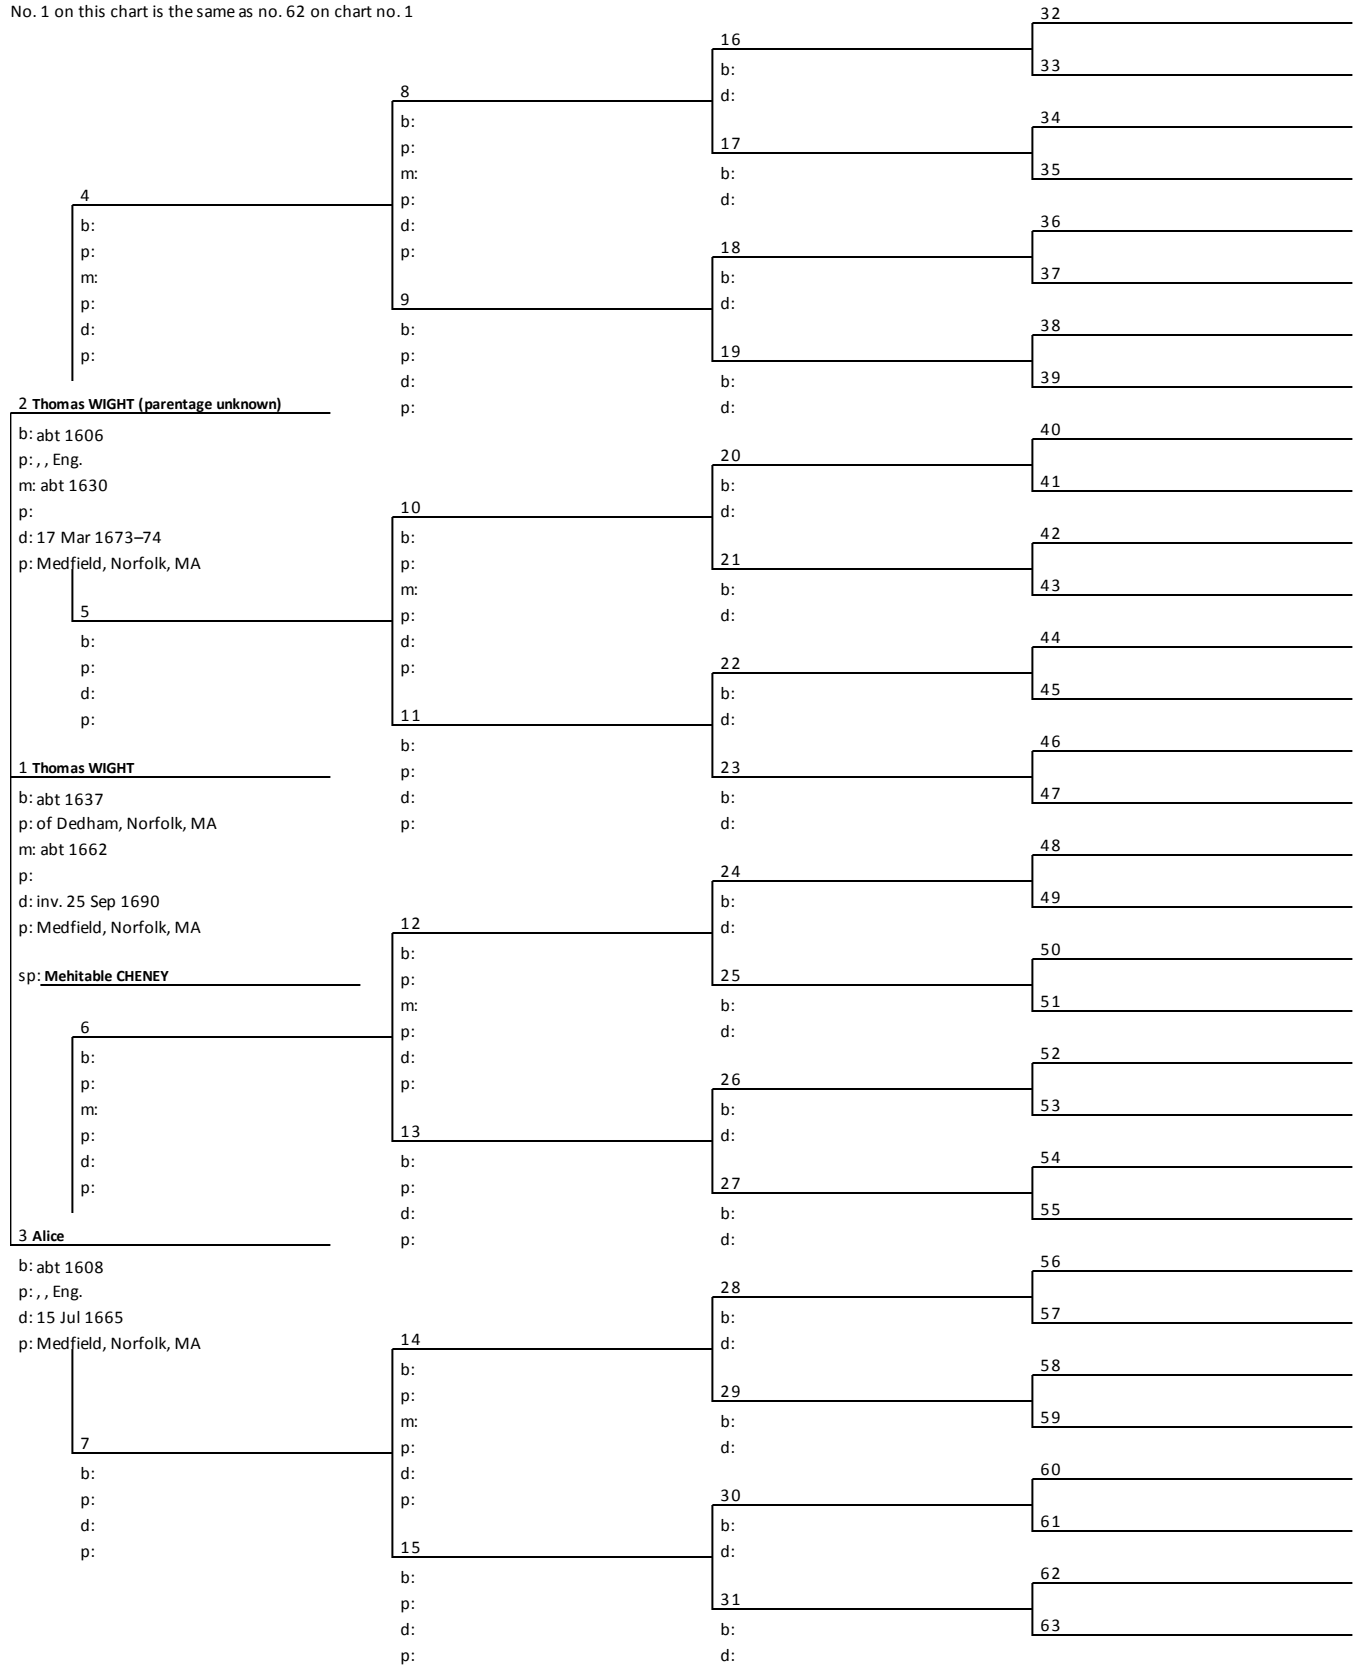 No. 1 on this chart is the same as no. 62 on chart no. 1
4
b:
p:
m:
p:
d:
p:
2 Thomas WIGHT (parentage unknown)
b: abt 1606
p: , , Eng.
m: abt 1630
p:
d: 17 Mar 1673–74
p: Medfield, Norfolk, MA
5
b:
p:
d:
p:
1 Thomas WIGHT
b: abt 1637
p: of Dedham, Norfolk, MA
m: abt 1662
p:
d: inv. 25 Sep 1690
p: Medfield, Norfolk, MA
sp: Mehitable CHENEY
6
b:
p:
m:
p:
d:
p:
3 Alice
b: abt 1608
p: , , Eng.
d: 15 Jul 1665
p: Medfield, Norfolk, MA
7
b:
p:
d:
p:
8
b:
p:
m:
p:
d:
p:
9
b:
p:
d:
p:
10
b:
p:
m:
p:
d:
p:
11
b:
p:
d:
p:
12
b:
p:
m:
p:
d:
p:
13
b:
p:
d:
p:
14
b:
p:
m:
p:
d:
p:
15
b:
p:
d:
p:
16
b:
d:
17
b:
d:
18
b:
d:
19
b:
d:
20
b:
d:
21
b:
d:
22
b:
d:
23
b:
d:
24
b:
d:
25
b:
d:
26
b:
d:
27
b:
d:
28
b:
d:
29
b:
d:
30
b:
d:
31
b:
d:
32
33
34
35
36
37
38
39
40
41
42
43
44
45
46
47
48
49
50
51
52
53
54
55
56
57
58
59
60
61
62
63